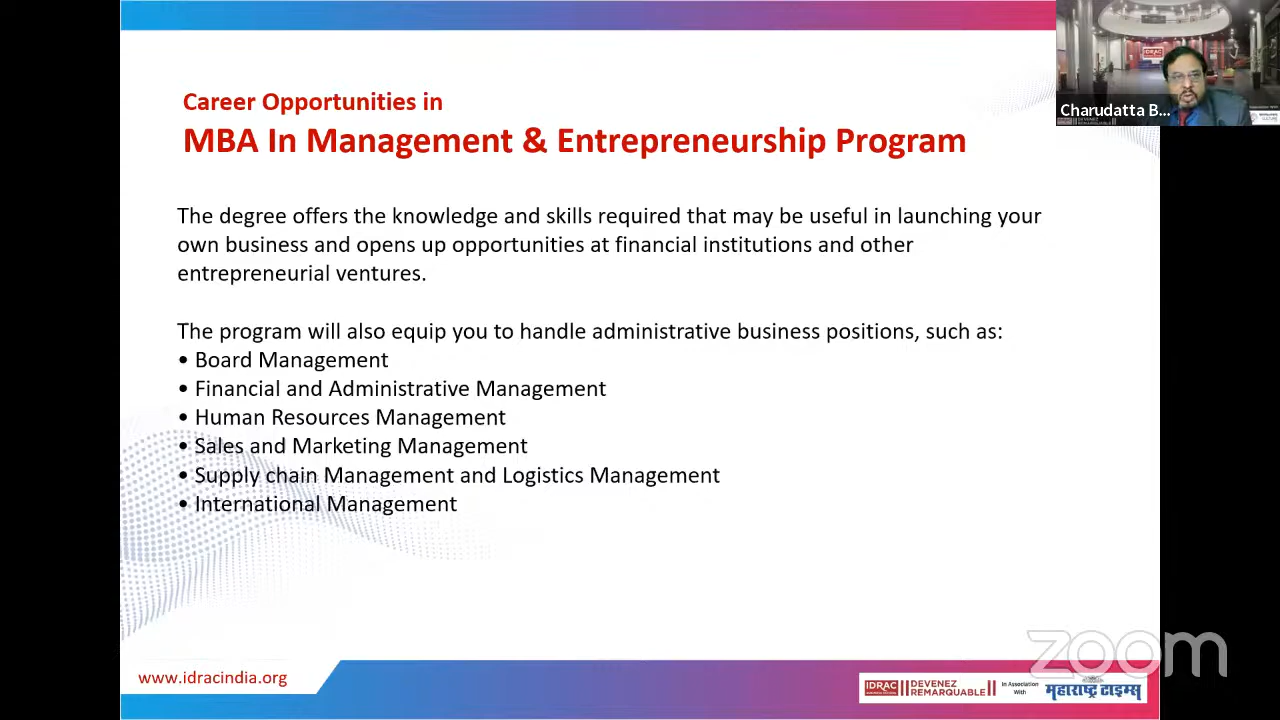 Career Opportunities in
MBA In Management & Entrepreneurship Program
The degree offers the knowledge and skills required that may be useful in launching your
own business and opens up opportunities at financial institutions and other
entrepreneurial ventures.
The program will also equip you to handle administrative business positions, such as:
• Board Management
• Financial and Administrative Management
• Human Resources Management
• Sales and Marketing Management
• Supply chain Management and Logistics Management
• International Management
IDRAC
Charudatta B...
zoom
www.idracindia.org
IDRAC
DEVENEZ
REMARQUABLE
In Association
With
महाराष्ट्र टाइम्स